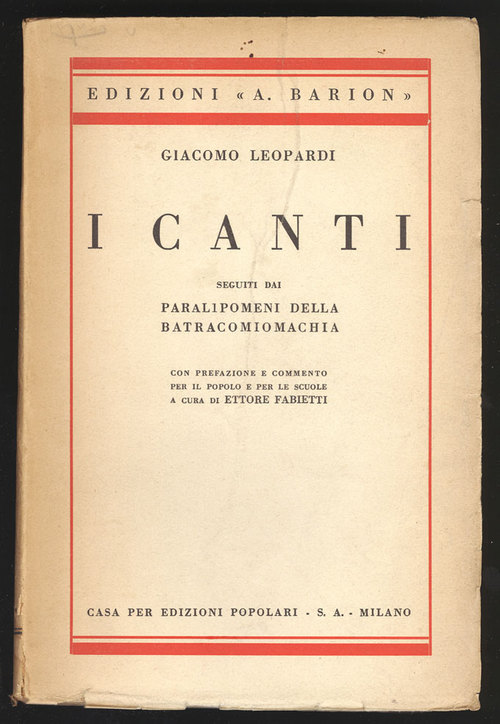 EDIZIONI « A. BARION »
GIACOMO LEOPARDI
I CANTI
SEGUITI DAI
PARALIPOMENI DELLA
BATRACOMIOMACHIA
CON PREFAZIONE E COMMENTO
PER IL POPOLO E PER LE SCUOLE
A CURA DI ETTORE FABIETTI
CASA PER EDIZIONI POPOLARI - S. A. - MILANO